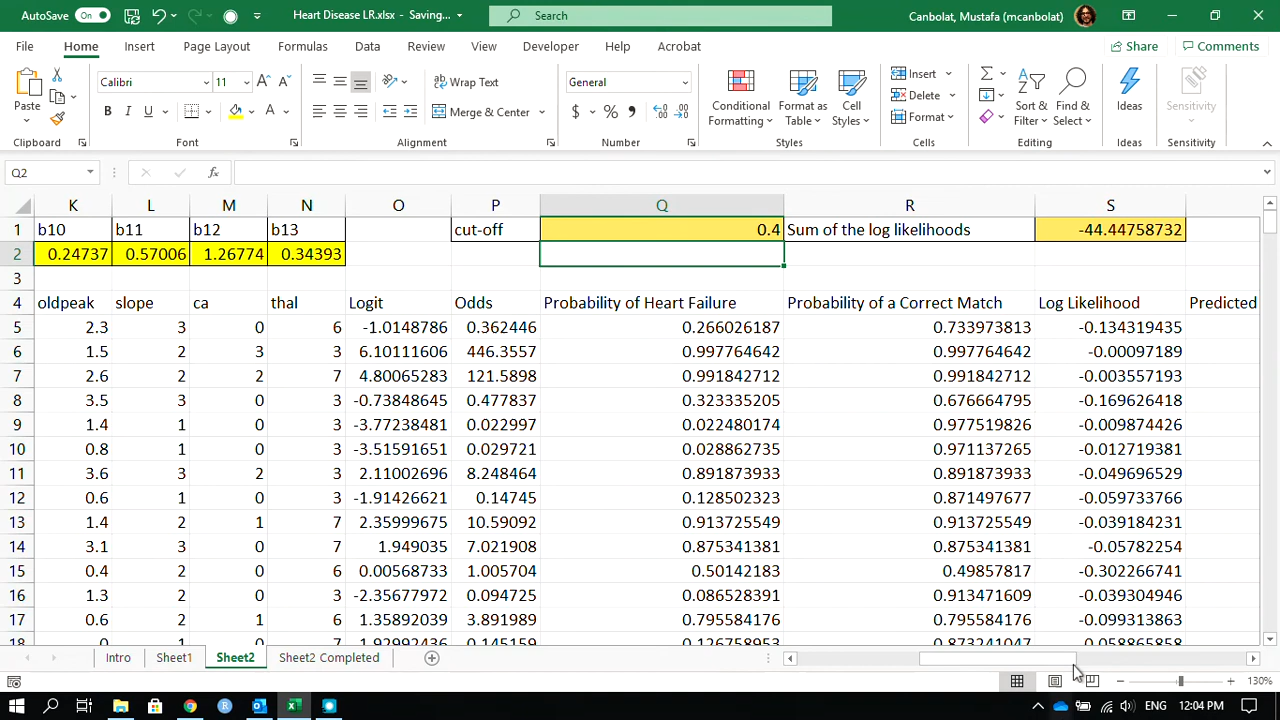 AutoSave On Heart Disease LR.xlsx - Saving... Search Canbolat, Mustafa (mcanbolat)
File Home Insert Page Layout Formulas Data Review View Developer Help Acrobat Share Comments
Calibri 11 Wrap Text General Insert
Paste B I U Merge & Center $ % Conditional Formatting Format as Table Cell Styles Delete Sort & Filter Find & Select Ideas Sensitivity
Format
Clipboard Font Alignment Number Styles Cells Editing Ideas Sensitivity
Q2 fx
K L M N O P Q R S
1 b10 b11 b12 b13 cut-off 0.4 Sum of the log likelihoods -44.44758732
2 0.24737 0.57006 1.26774 0.34393
3
4 oldpeak slope ca thal Logit Odds Probability of Heart Failure Probability of a Correct Match Log Likelihood Predicted
5 2.3 3 0 6 -1.0148786 0.362446 0.266026187 0.733973813 -0.134319435
6 1.5 2 3 3 6.10111606 446.3557 0.997764642 0.997764642 -0.00097189
7 2.6 2 2 7 4.80065283 121.5898 0.991842712 0.991842712 -0.003557193
8 3.5 3 0 3 -0.73848645 0.477837 0.323335205 0.676664795 -0.169626418
9 1.4 1 0 3 -3.77238481 0.022997 0.022480174 0.977519826 -0.009874426
10 0.8 1 0 3 -3.51591651 0.029721 0.028862735 0.971137265 -0.012719381
11 3.6 3 2 3 2.11002696 8.248464 0.891873933 0.891873933 -0.049696529
12 0.6 1 0 3 -1.91426621 0.14745 0.128502323 0.871497677 -0.059733766
13 1.4 2 1 7 2.35999675 10.59092 0.913725549 0.913725549 -0.039184231
14 3.1 3 0 7 1.949035 7.021908 0.875341381 0.875341381 -0.05782254
15 0.4 2 0 6 0.00568733 1.005704 0.50142183 0.49857817 -0.302266741
16 1.3 2 0 3 -2.35677972 0.094725 0.086528391 0.913471609 -0.039304946
17 0.6 2 1 6 1.35892039 3.891989 0.795584176 0.795584176 -0.099313863
18 0 1 0 7 -1.92992436 0.145159 0.126758953 0.873241047 -0.058865858
Intro Sheet1 Sheet2 Sheet2 Completed
130%
ENG 12:04 PM